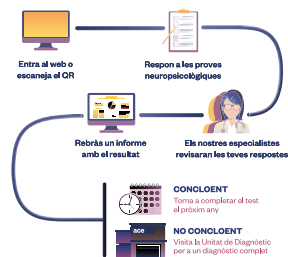 Entra al web o
escaneja el QR
Respon a les proves
neuropsicològiques
Rebràs un informe
amb el resultat
Els nostres especialistes
revisaran les teves respostes
CONCLOENT
Torna a completar el test
el pròxim any
NO CONCLOENT
Visita la Unitat de Diagnòstic
per a un diagnòstic complet
ace